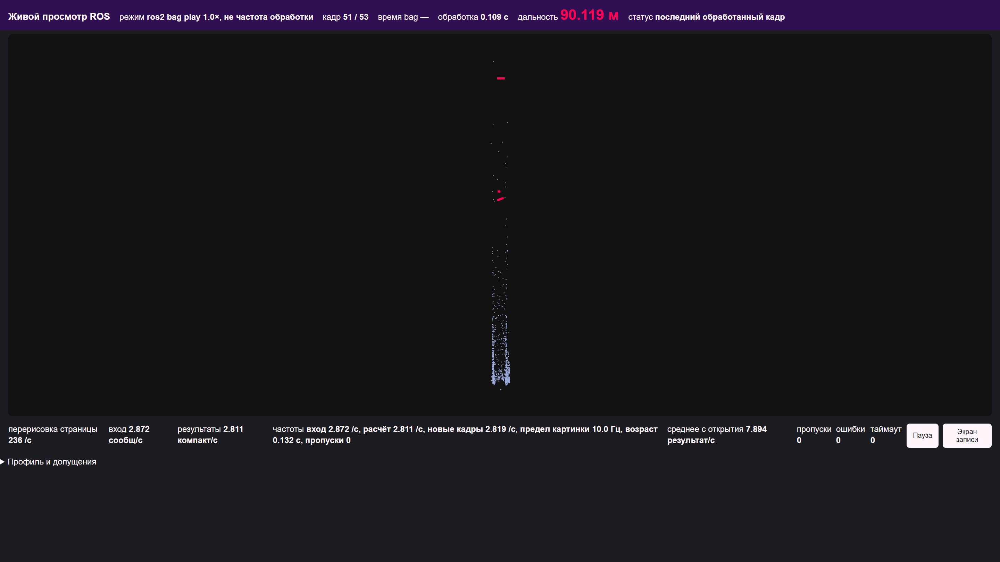 Живой просмотр ROS режим ros2 bag play 1.0×, не частота обработки кадр 51 / 53 время bag — обработка 0.109 с дальность 90.119 м статус последний обработанный кадр
перерисовка страницы вход 2.872 результаты 2.811 частоты вход 2.872 /с, расчёт 2.811 /с, новые кадры 2.819 /с, предел картинки 10.0 Гц, возраст среднее с открытия 7.894 пропуски ошибки таймаут Пауза Экран
236 /с сообщ/с компакт/с 0.132 с, пропуски 0 результат/с 0 0 0 записи
Профиль и допущения